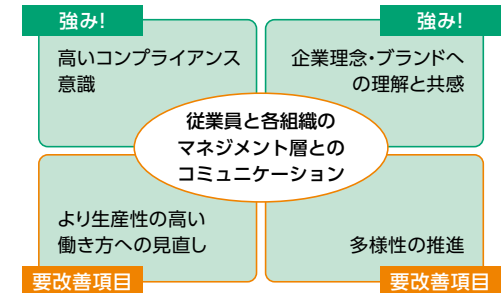 強み!
強み!
高いコンプライアンス
意識
企業理念・ブランドへ
の理解と共感
従業員と各組織の
マネジメント層との
コミュニケーション
より生産性の高い
働き方への見直し
多様性の推進
要改善項目
要改善項目